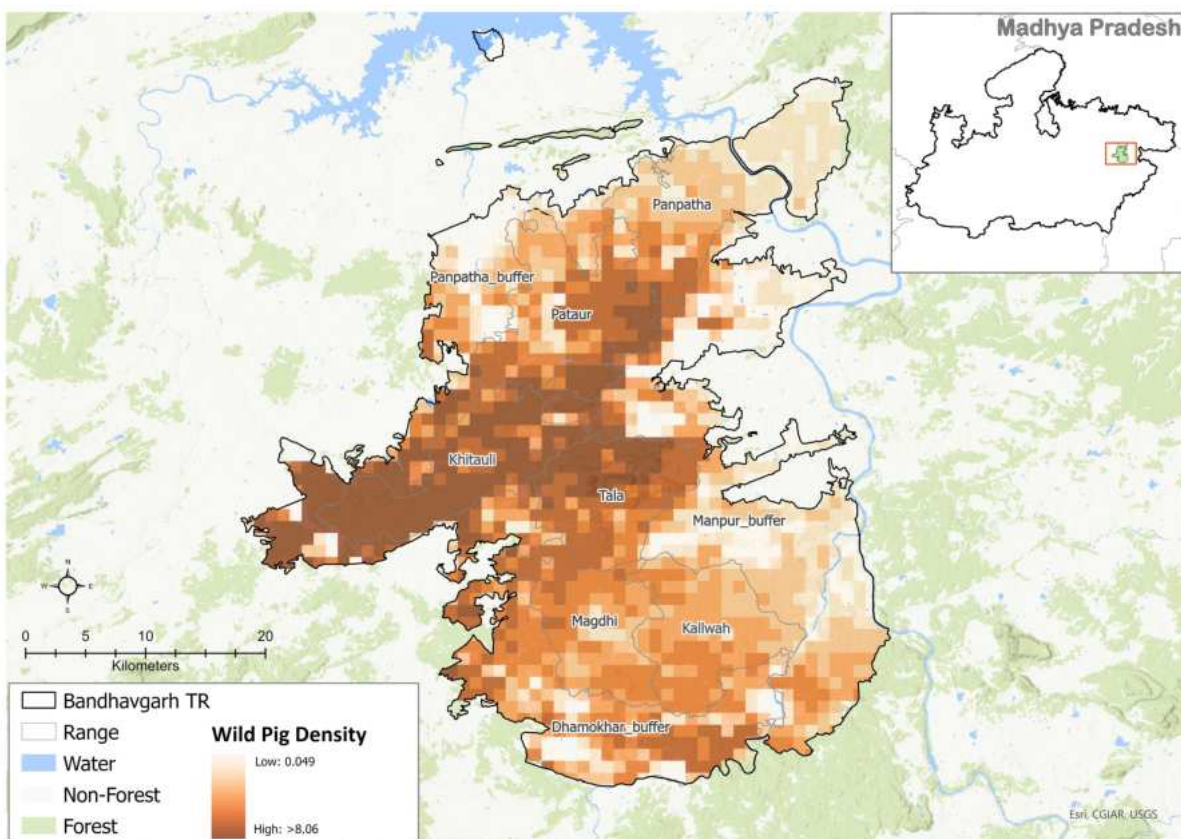 Madhya Pradesh
Panpatha
Panpatha_buffer
Pataur
Khitauli
Tala
Manpur_buffer
Magdhi
Kallwah
Dhamokhar_buffer
N
W E
S
0 5 10 20
Kilometers
Bandhavgarh TR
Range
Water
Non-Forest
Forest
Wild Pig Density
Low: 0.049
High: >8.06
Esri, CGIAR, USGS